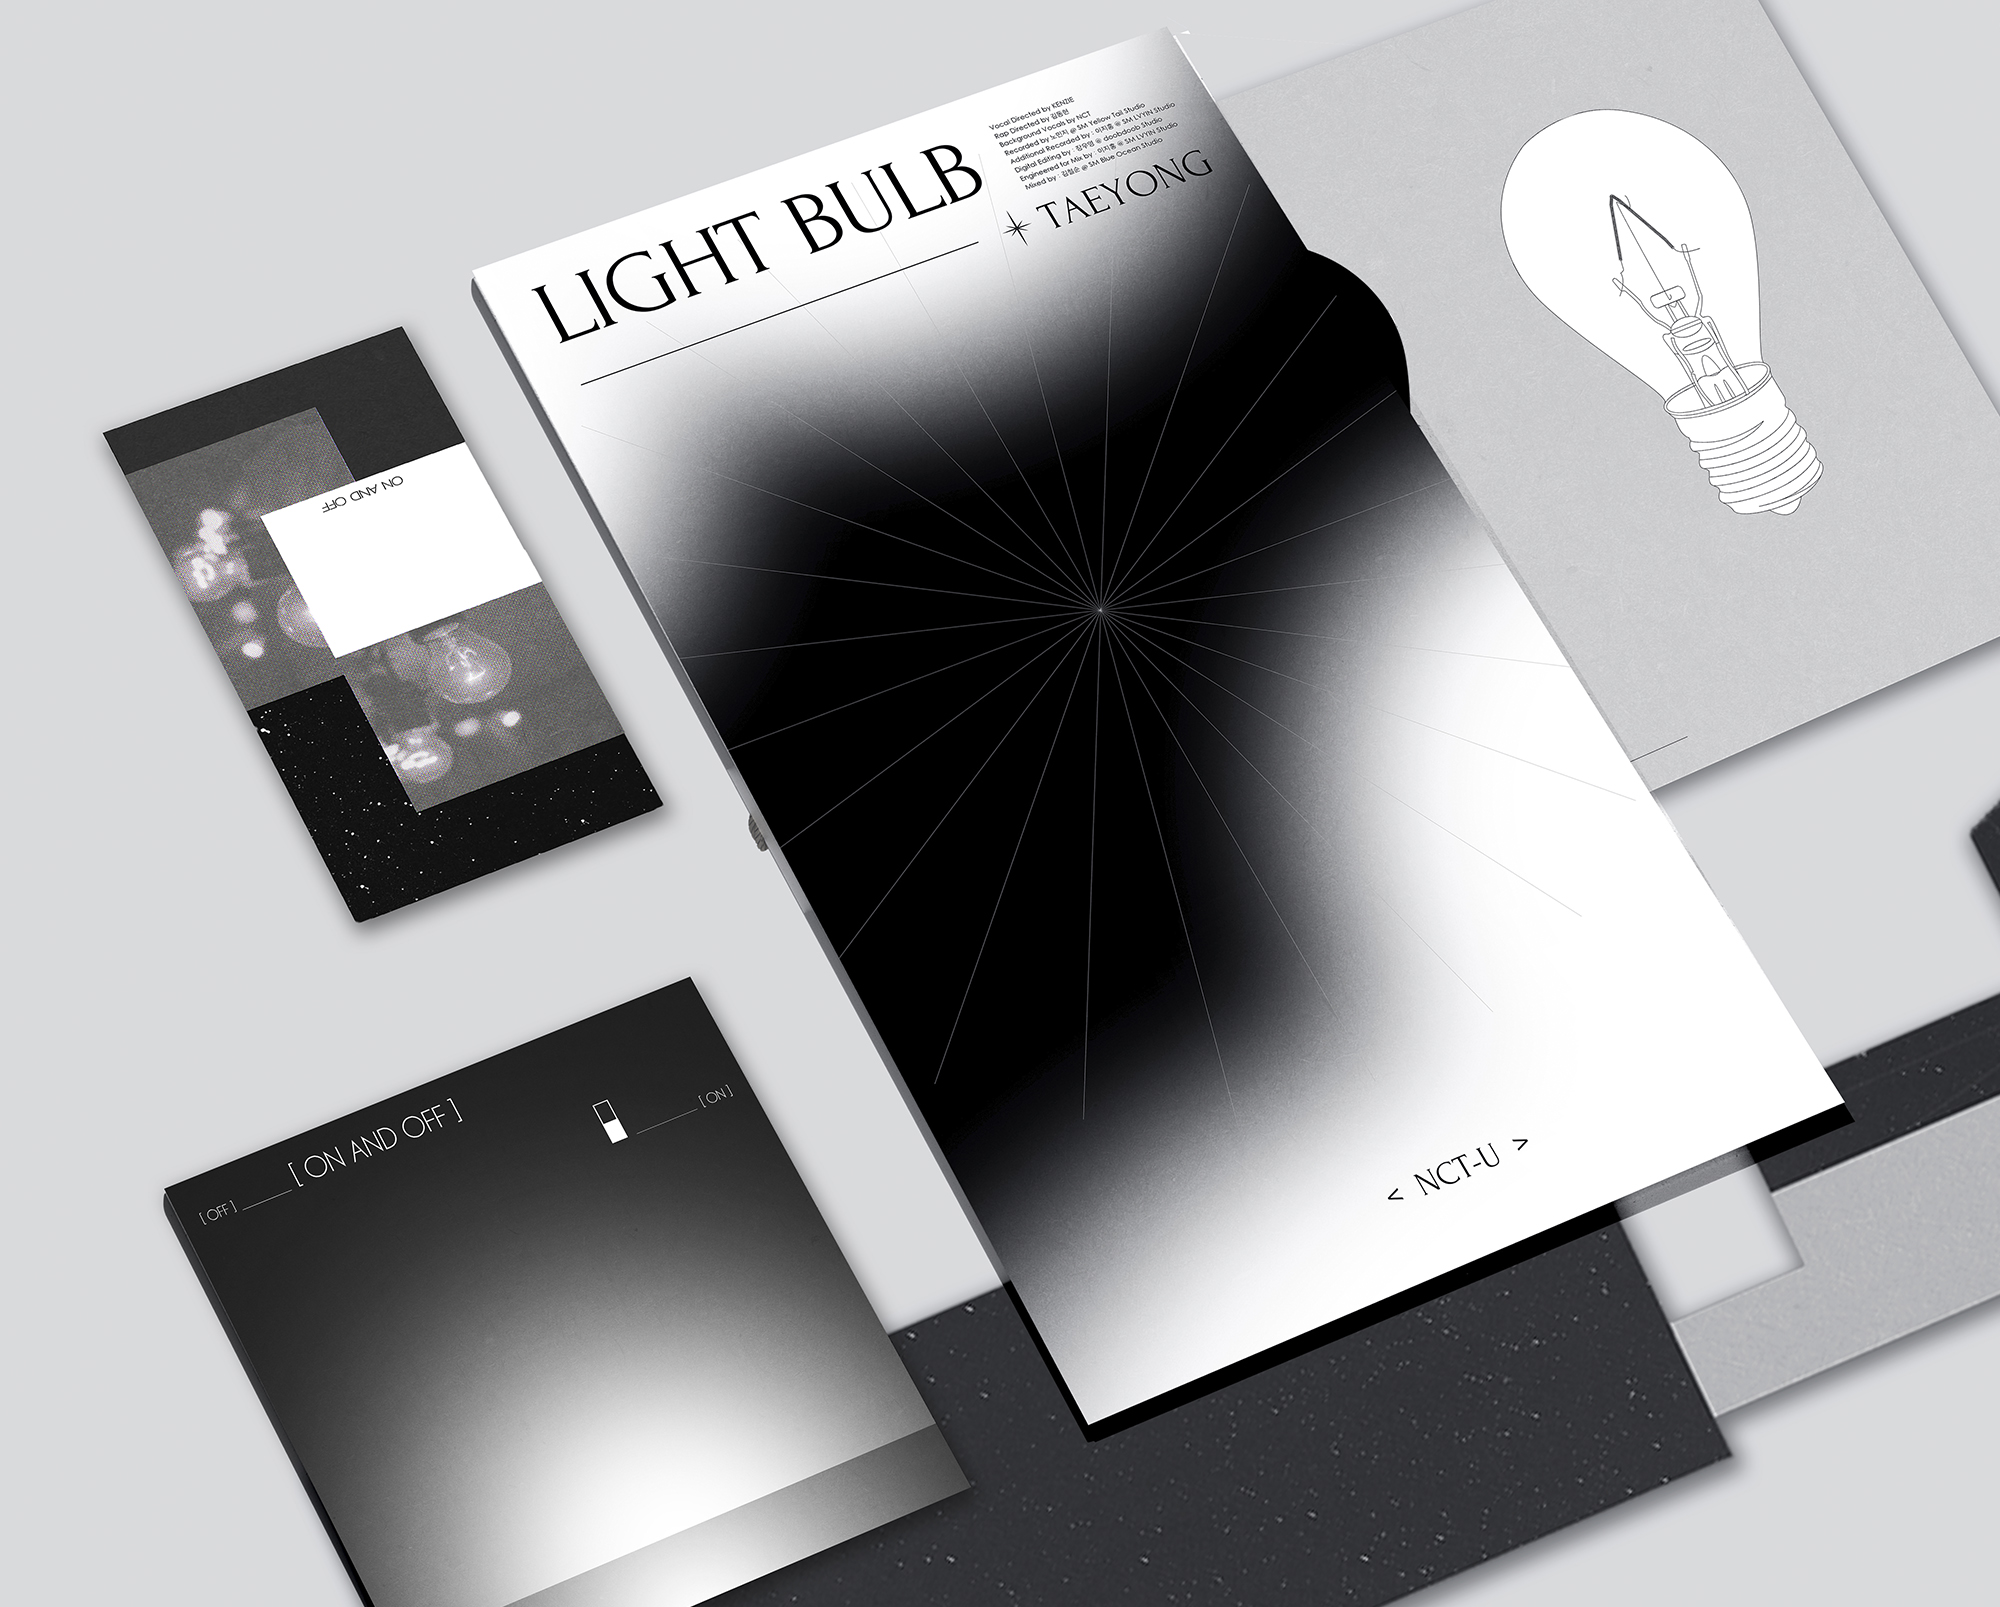 LIGHT BULB
Vocal Directed by KENZIE
Rap Directed by 김동현
Background Vocals by NCT
Recorded by 노민지 @ SM Yellow Tail Studio
Additional Recorded by : 이지홍 @ SM LVYIN Studio
Digital Editing by : 장우영 @ doobdoob Studio
Engineered for Mix by : 이지홍 @ SM LVYIN Studio
Mixed by : 김철순 @ SM Blue Ocean Studio
TAEYONG
< NCT-U >
ON AND OFF
[ OFF ] [ ON AND OFF ] [ ON ]